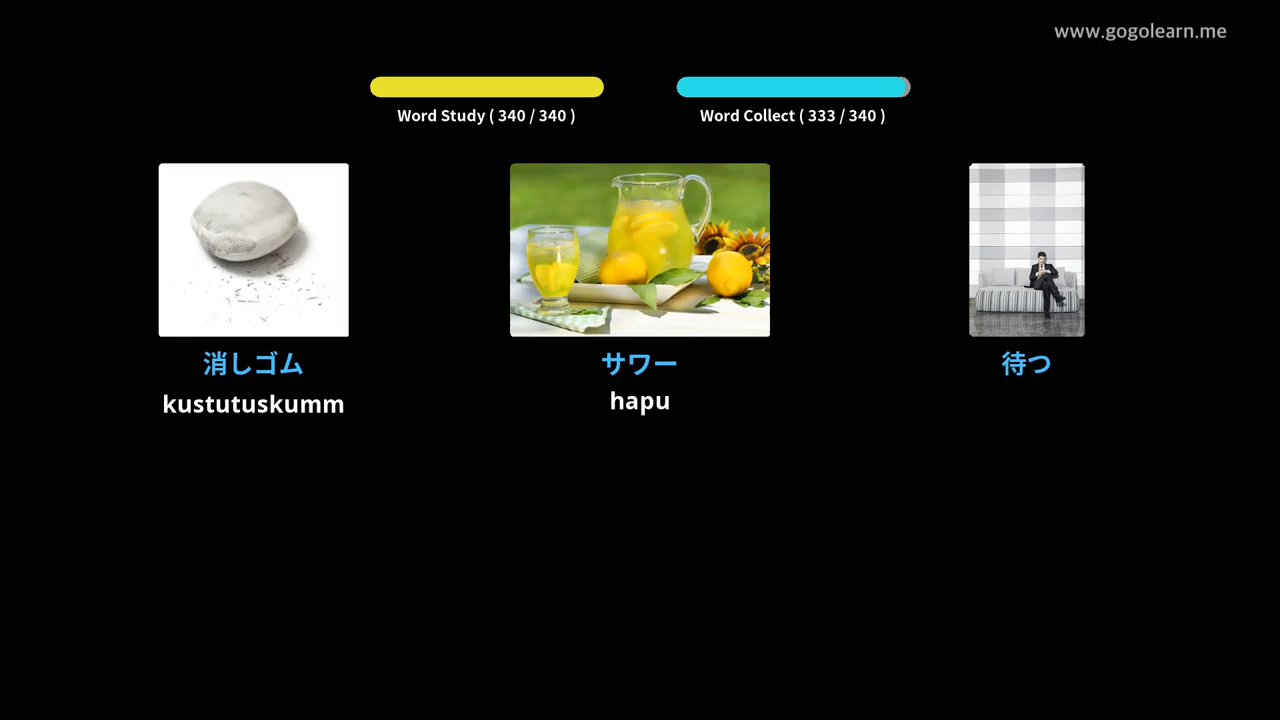 www.gogolearn.me
Word Study ( 340 / 340 )
Word Collect ( 333 / 340 )
消しゴム
サワー
待つ
kustutuskumm
hapu